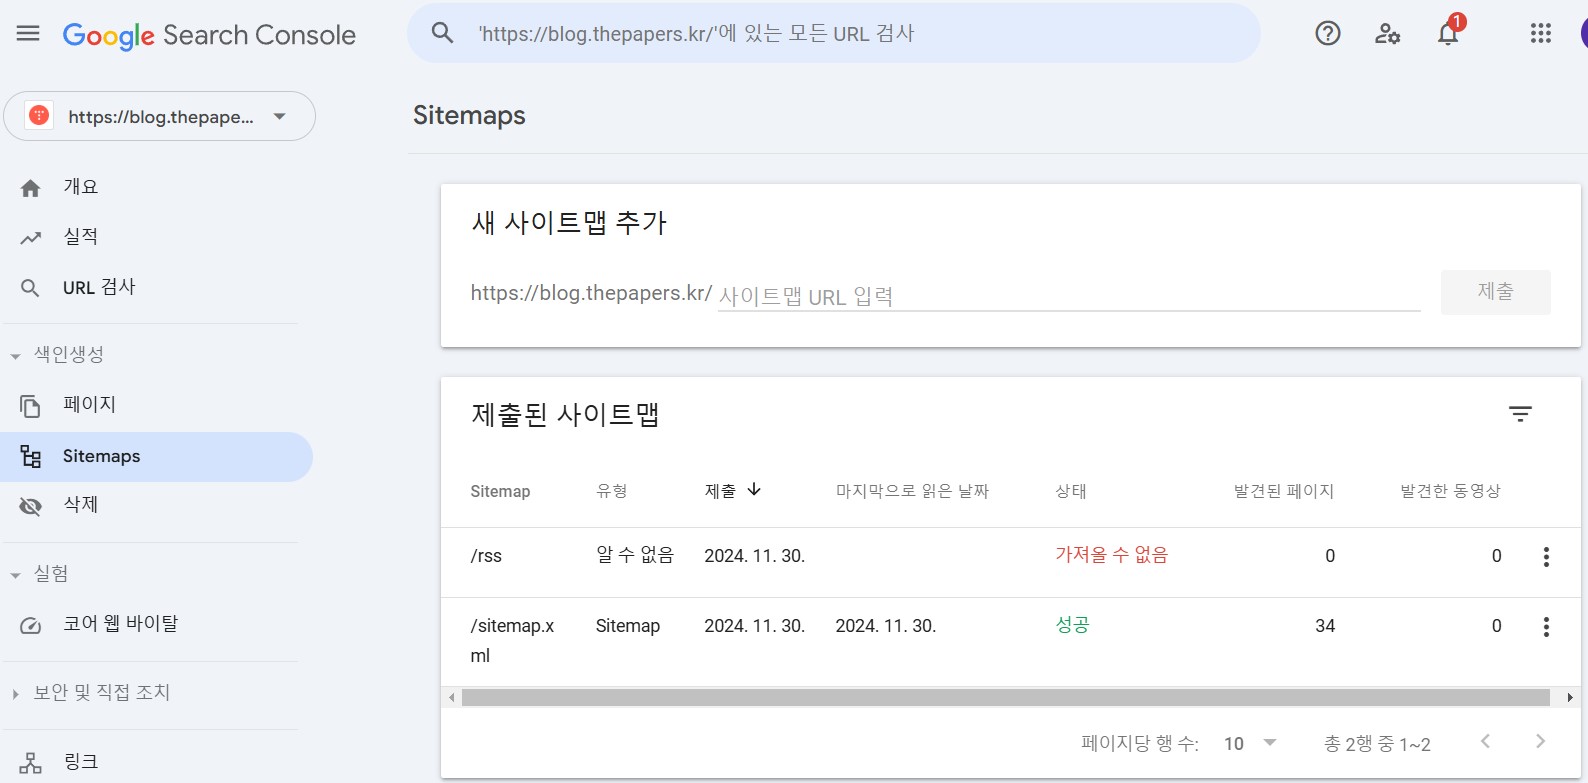 Google Search Console
'https://blog.thepapers.kr/'에 있는 모든 URL 검사
1
https://blog.thepape...
Sitemaps
개요
실적
URL 검사
색인생성
페이지
Sitemaps
삭제
실험
코어 웹 바이탈
보안 및 직접 조치
링크
새 사이트맵 추가
https://blog.thepapers.kr/ 사이트맵 URL 입력
제출
제출된 사이트맵
Sitemap 유형 제출 마지막으로 읽은 날짜 상태 발견된 페이지 발견한 동영상
/rss 알 수 없음 2024. 11. 30. 가져올 수 없음 0 0
/sitemap.x Sitemap 2024. 11. 30. 2024. 11. 30. 성공 34 0
ml
페이지당 행 수: 10 총 2행 중 1~2